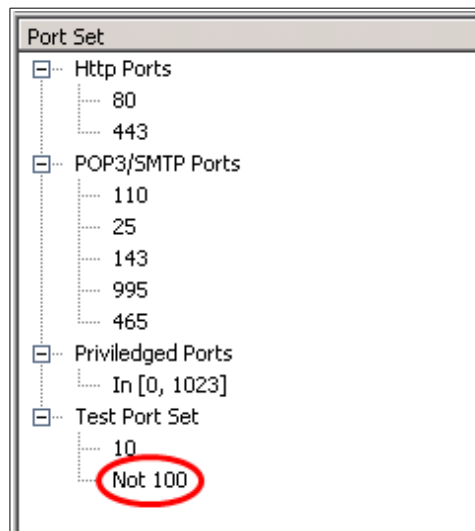 Port Set
Http Ports
80
443
POP3/SMTP Ports
110
25
143
995
465
Priviledged Ports
In [0, 1023]
Test Port Set
10
Not 100